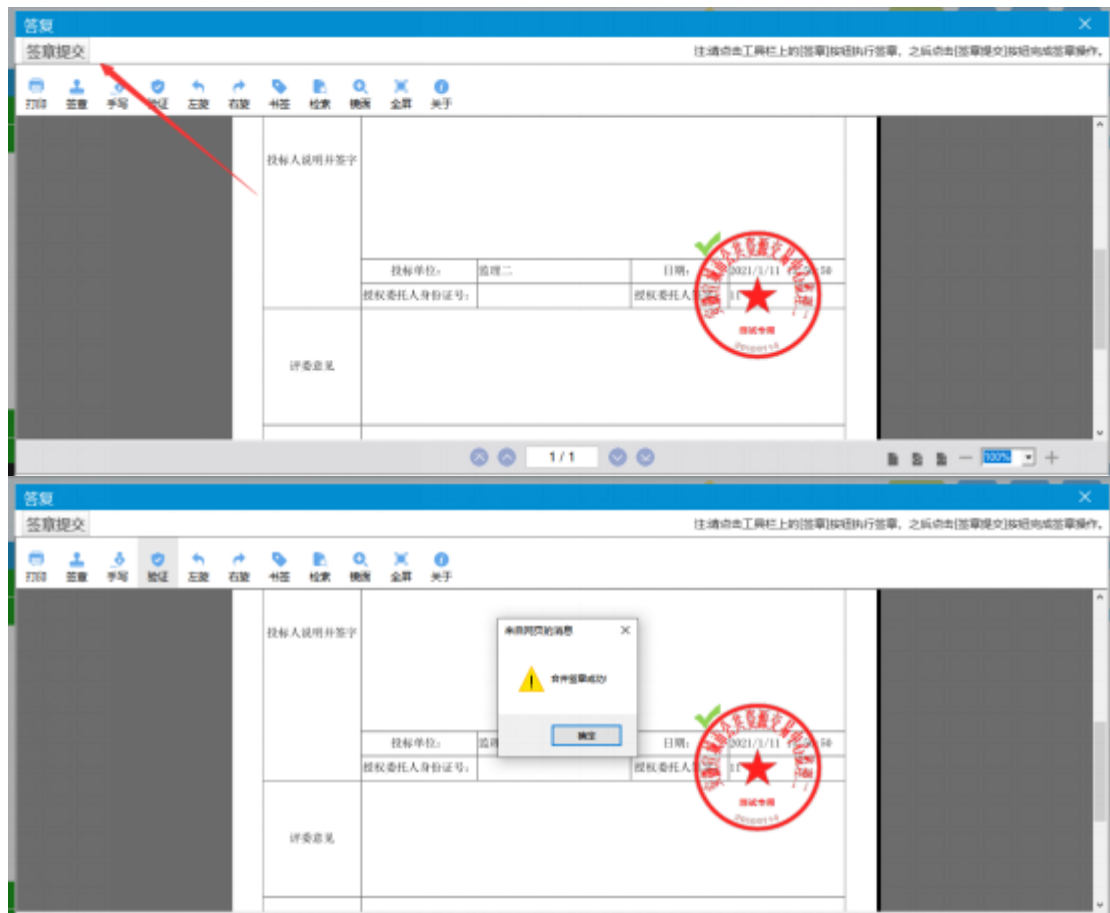 答复
签章提交
注:请点击工具栏上的[签章]按钮执行签章，之后点击[签章提交]按钮完成签章操作。
打印 签章 手写 验证 左旋 右旋 书签 检索 全屏 关于
投标人说明并签字
投标单位： 监理二 日期： 2021/1/11
授权委托人身份证号： 授权委托人 11
测试专用
评委意见
1 / 1
100%
答复
签章提交
注:请点击工具栏上的[签章]按钮执行签章，之后点击[签章提交]按钮完成签章操作。
打印 签章 手写 验证 左旋 右旋 书签 检索 全屏 关于
来自网页的消息
投标人说明并签字
合并签章成功!
确定
投标单位： 日期： 2021/1/11
授权委托人身份证号： 授权委托人 11
测试专用
评委意见